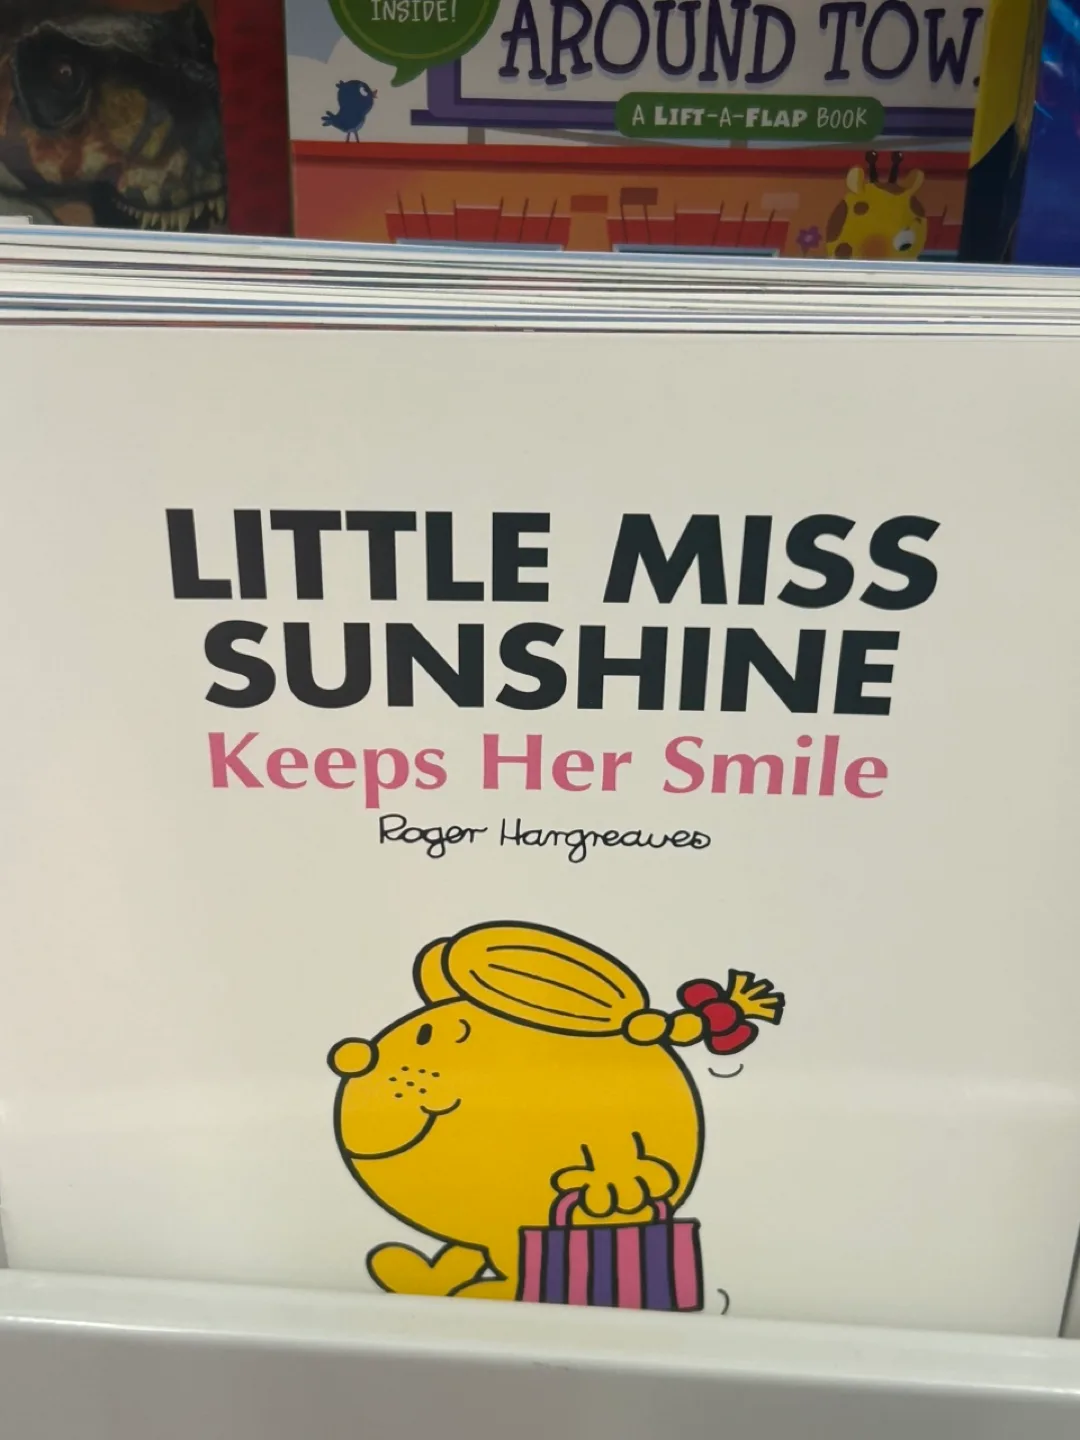 INSIDE!
AROUND TOW
A LIFT-A-FLAP BOOK
LITTLE MISS
SUNSHINE
Keeps Her Smile
Roger Hargreaves